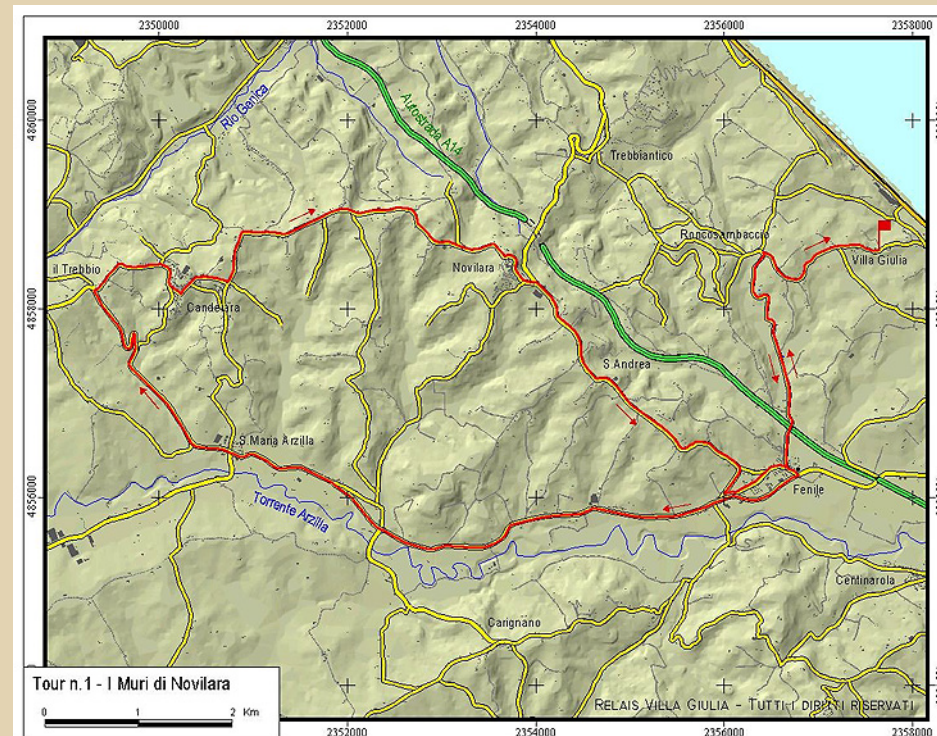 2350000
2352000
2354000
2356000
2358000
4860000
Rio Genica
Autostrada A14
Trebbiantico
Roncosambaccio
Villa Giulia
il Trebbio
Novilara
Candelara
4858000
S.Andrea
S.Maria Arzilla
Fenile
4856000
Torrente Arzilla
Centinarola
Carignano
Tour n.1 - I Muri di Novilara
0 1 2 Km
RELAIS VILLA GIULIA - TUTTI I DIRITTI RISERVATI
2352000
2354000
2356000
2358000